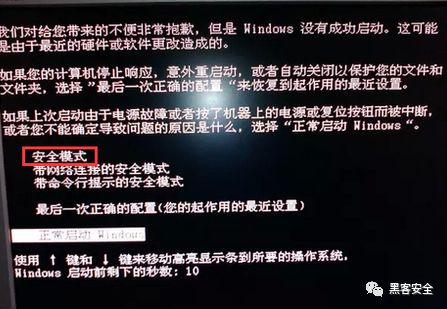 我们对给您带来的不便非常抱歉，但是 Windows 没有成功启动。这可能
是由于最近的硬件或软件更改造成的。
如果您的计算机停止响应，意外重启动，或者自动关闭以保护您的文件和
文件夹，选择"最后一次正确的配置"来恢复到起作用的最近设置。
如果上次启动由于电源故障或者按了机器上的电源或复位按钮而被中断，
或者您不能确定导致问题的原因是什么，选择"正常启动 Windows"。
安全模式
带网络连接的安全模式
带命令行提示的安全模式
最后一次正确的配置(您的起作用的最近设置)
正常启动 Windows
使用 ↑ 键和 ↓ 键来移动高亮显示条到所要的操作系统，
Windows 启动前剩下的秒数: 10
黑客安全